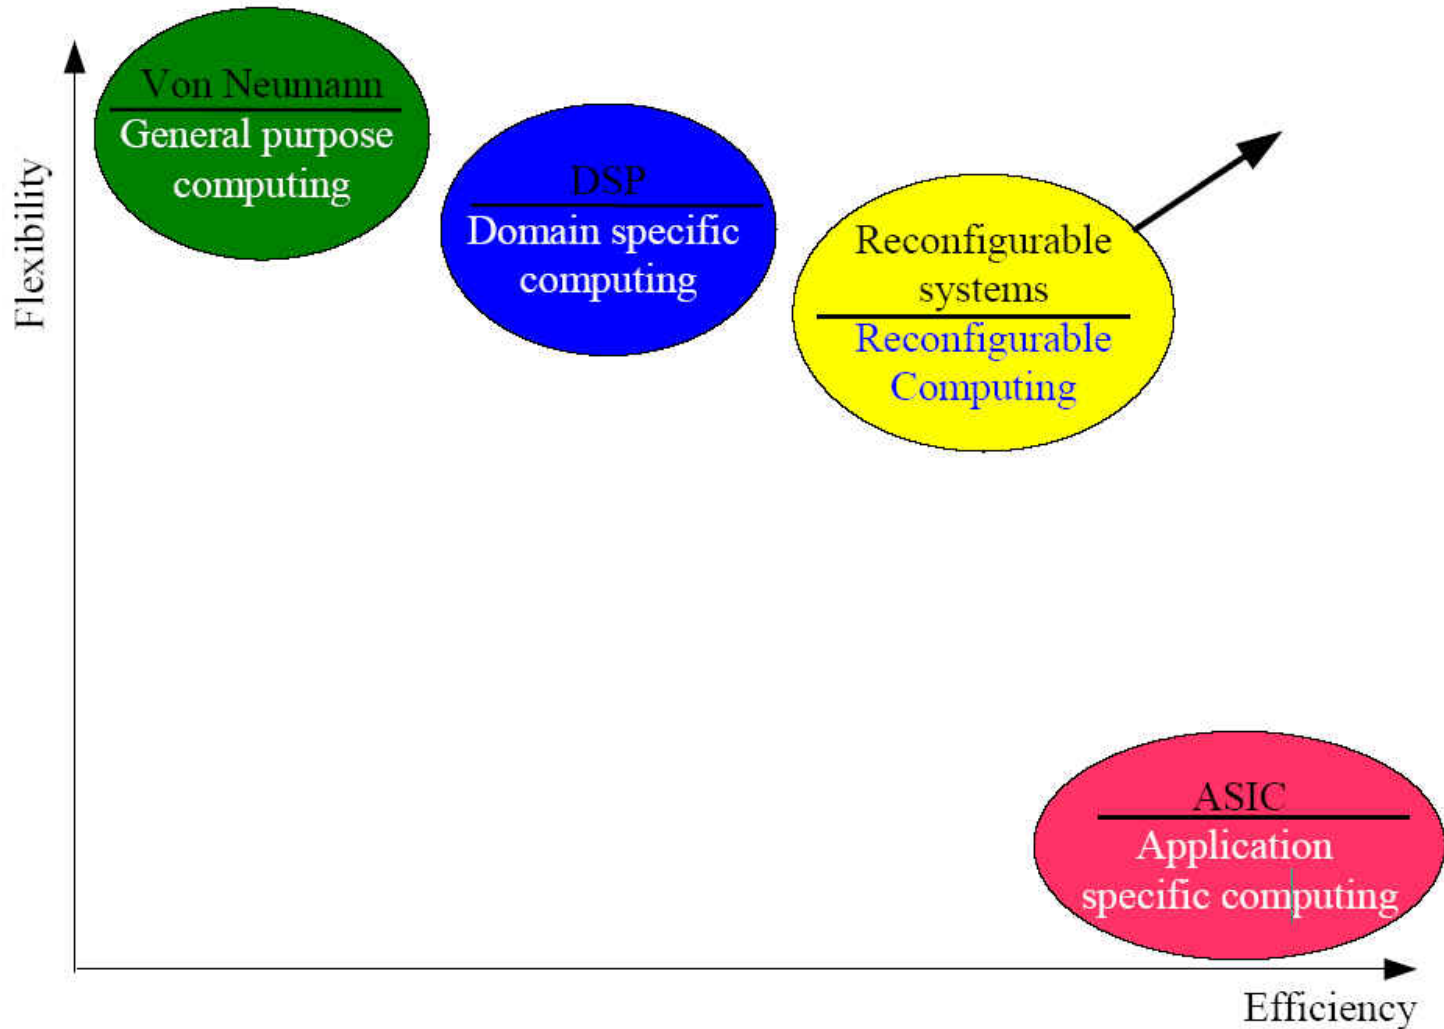 Flexibility
Von Neumann
General purpose
computing
DSP
Domain specific
computing
Reconfigurable
systems
Reconfigurable
Computing
ASIC
Application
specific computing
Efficiency